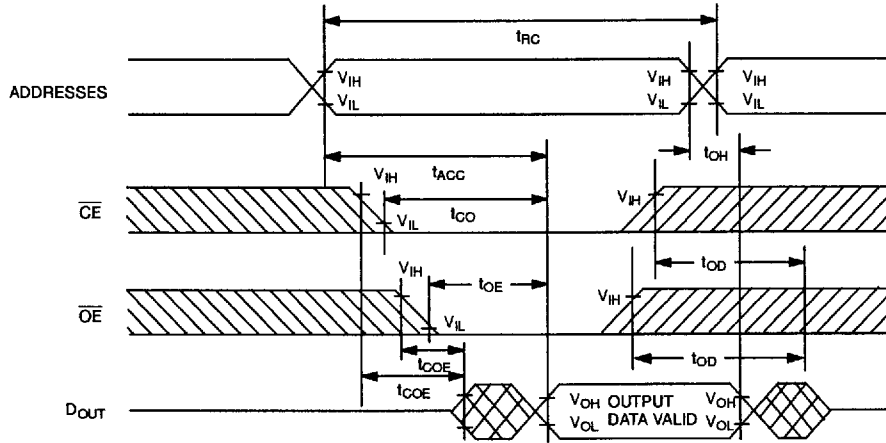 tRC
ADDRESSES
VIH
VIL
VIH
VIL
VIH
VIL
tOH
tACC
CE
VIH
tCO
VIL
VIH
tOD
OE
VIH
tOE
VIL
VIH
tOD
tCOE
tCOE
DOUT
VOH OUTPUT VOH
VOL DATA VALID VOL